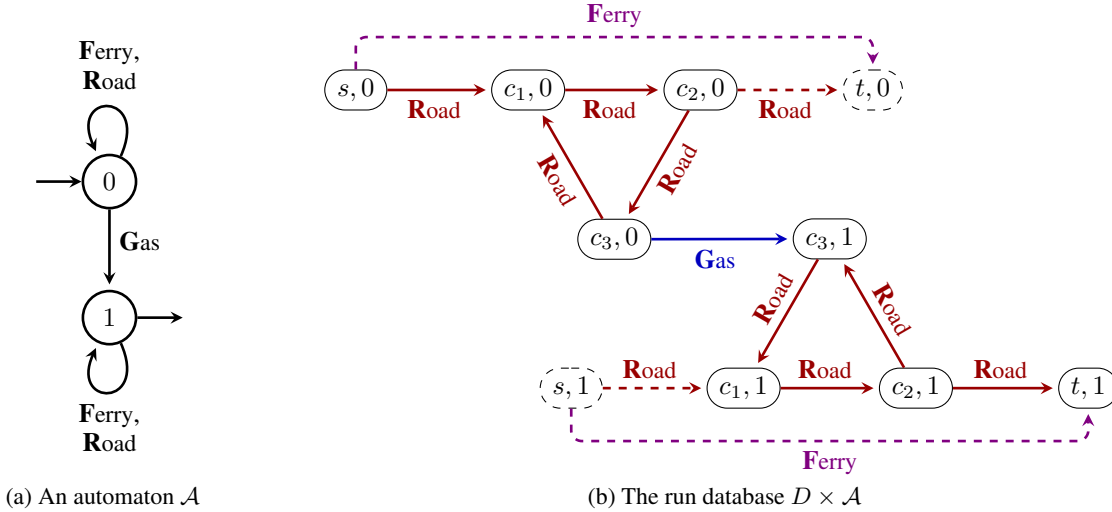 Ferry,
Road
0
Gas
1
Ferry,
Road
(a) An automaton 𝒜
Ferry
s, 0
Road
c₁, 0
Road
c₂, 0
Road
t, 0
Road
Road
c₃, 0
Gas
c₃, 1
Road
Road
s, 1
Road
c₁, 1
Road
c₂, 1
Road
t, 1
Ferry
(b) The run database D × 𝒜